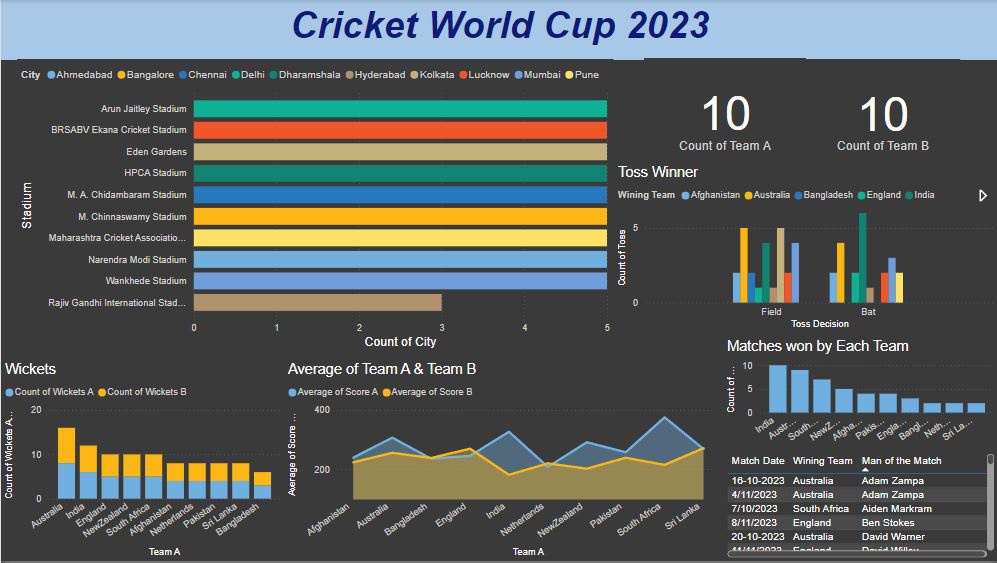 Cricket World Cup 2023
City Ahmedabad Bangalore Chennai Delhi Dharamshala Hyderabad Kolkata Lucknow Mumbai Pune
Stadium
Arun Jaitley Stadium
BRSABV Ekana Cricket Stadium
Eden Gardens
HPCA Stadium
M. A. Chidambaram Stadium
M. Chinnaswamy Stadium
Maharashtra Cricket Associatio...
Narendra Modi Stadium
Wankhede Stadium
Rajiv Gandhi International Stad...
0 1 2 3 4 5
Count of City
10
Count of Team A
10
Count of Team B
Toss Winner
Wining Team Afghanistan Australia Bangladesh England India
Count of Toss
5
0
Field Bat
Toss Decision
Wickets
Count of Wickets A Count of Wickets B
Count of Wickets A...
20
10
0
Australia India England NewZealand South Africa Afghanistan Netherlands Pakistan Sri Lanka Bangladesh
Team A
Average of Team A & Team B
Average of Score A Average of Score B
Average of Score ...
400
200
Afghanistan Australia Bangladesh England India Netherlands NewZealand Pakistan South Africa Sri Lanka
Team A
Matches won by Each Team
Count of ...
10
5
0
India Austr... South... NewZ... Afgha... Pakis... Engla... Bangl... Neth... Sri La...
Match Date Wining Team Man of the Match
16-10-2023 Australia Adam Zampa
4/11/2023 Australia Adam Zampa
7/10/2023 South Africa Aiden Markram
8/11/2023 England Ben Stokes
20-10-2023 Australia David Warner
11/11/2023 England David Willey